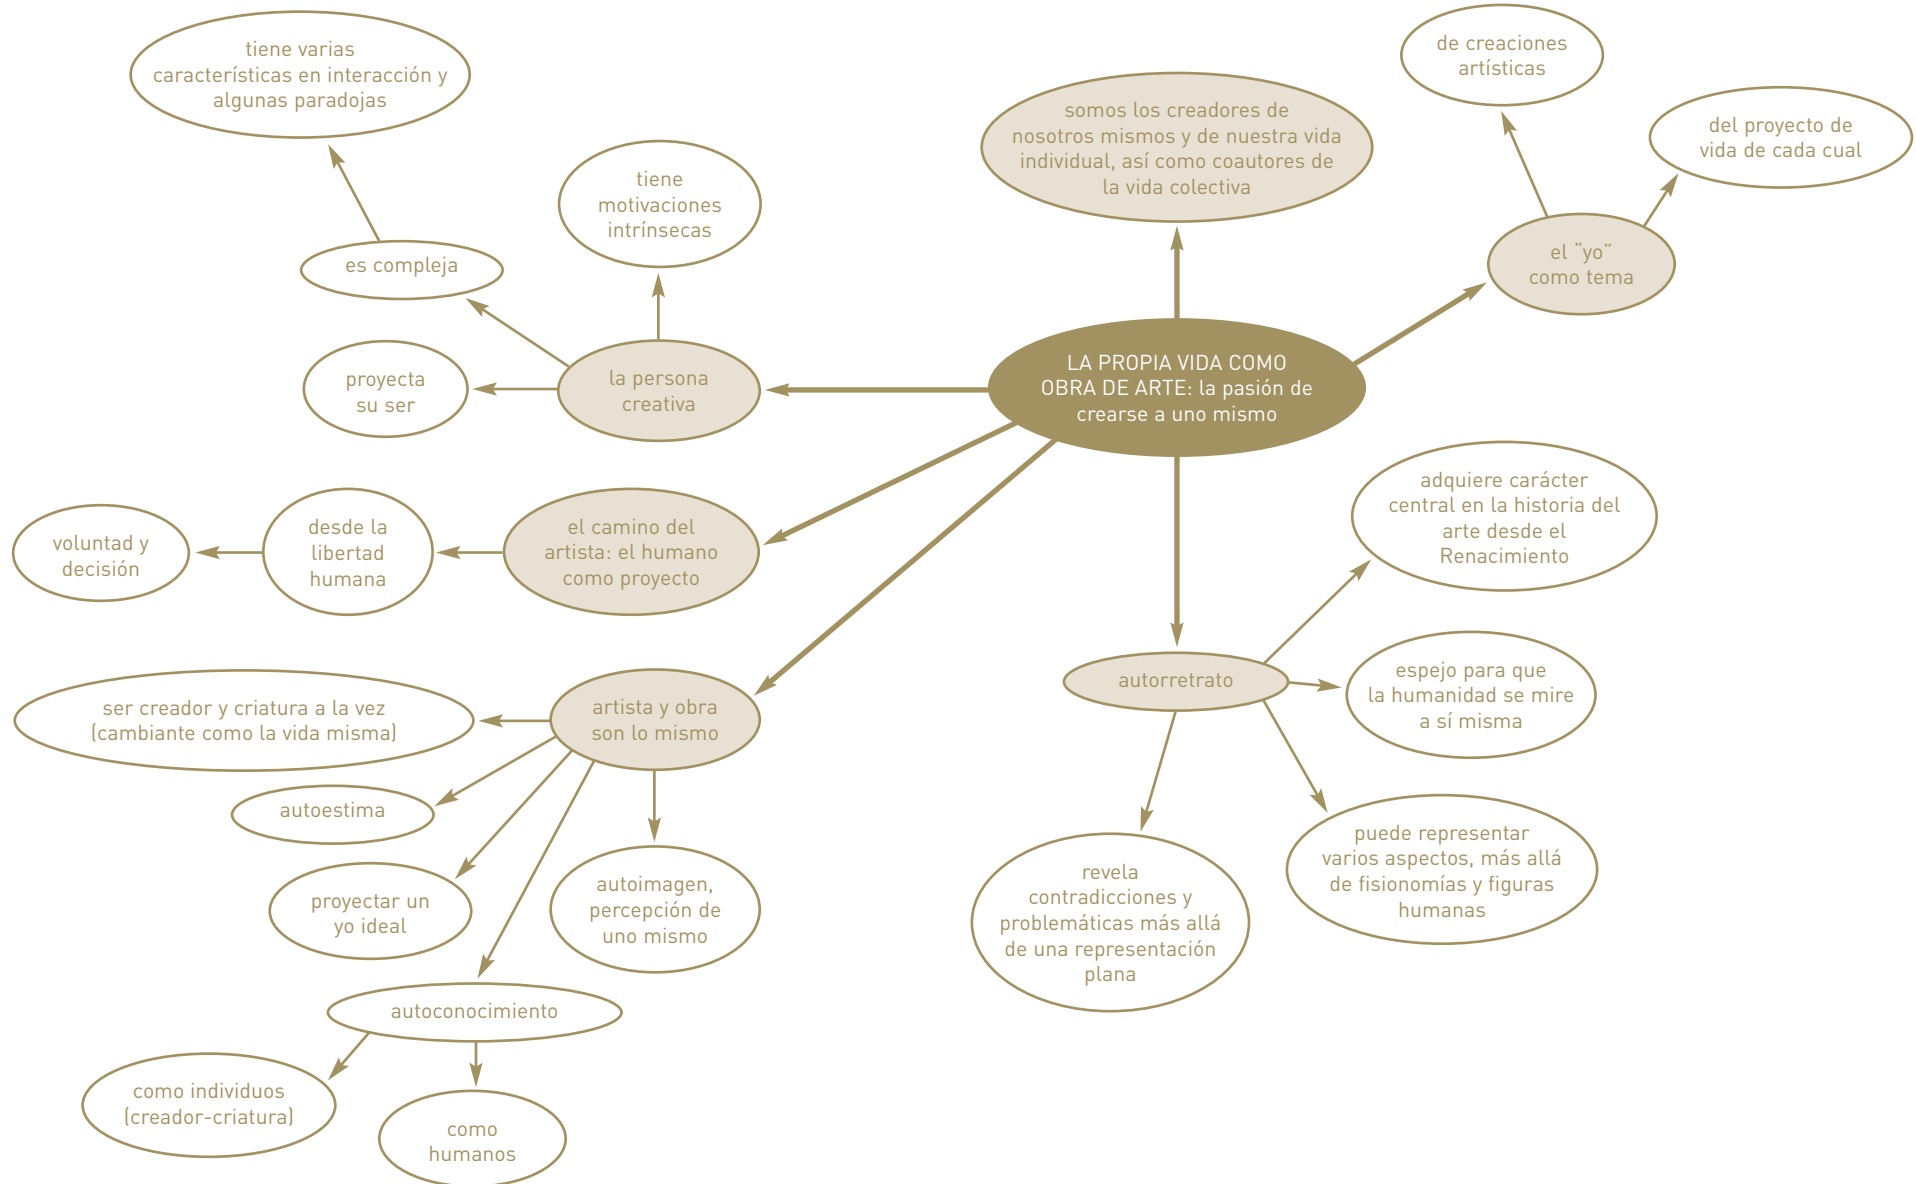 tiene varias
características en interacción y
algunas paradojas
tiene
motivaciones
intrínsecas
es compleja
proyecta
su ser
la persona
creativa
somos los creadores de
nosotros mismos y de nuestra vida
individual, así como coautores de
la vida colectiva
de creaciones
artísticas
del proyecto de
vida de cada cual
el “yo”
como tema
LA PROPIA VIDA COMO
OBRA DE ARTE: la pasión de
crearse a uno mismo
voluntad y
decisión
desde la
libertad
humana
el camino del
artista: el humano
como proyecto
adquiere carácter
central en la historia del
arte desde el
Renacimiento
autorretrato
espejo para que
la humanidad se mire
a sí misma
puede representar
varios aspectos, más allá
de fisionomías y figuras
humanas
revela
contradicciones y
problemáticas más allá
de una representación
plana
ser creador y criatura a la vez
(cambiante como la vida misma)
artista y obra
son lo mismo
autoestima
proyectar un
yo ideal
autoimagen,
percepción de
uno mismo
autoconocimiento
como individuos
(creador-criatura)
como
humanos